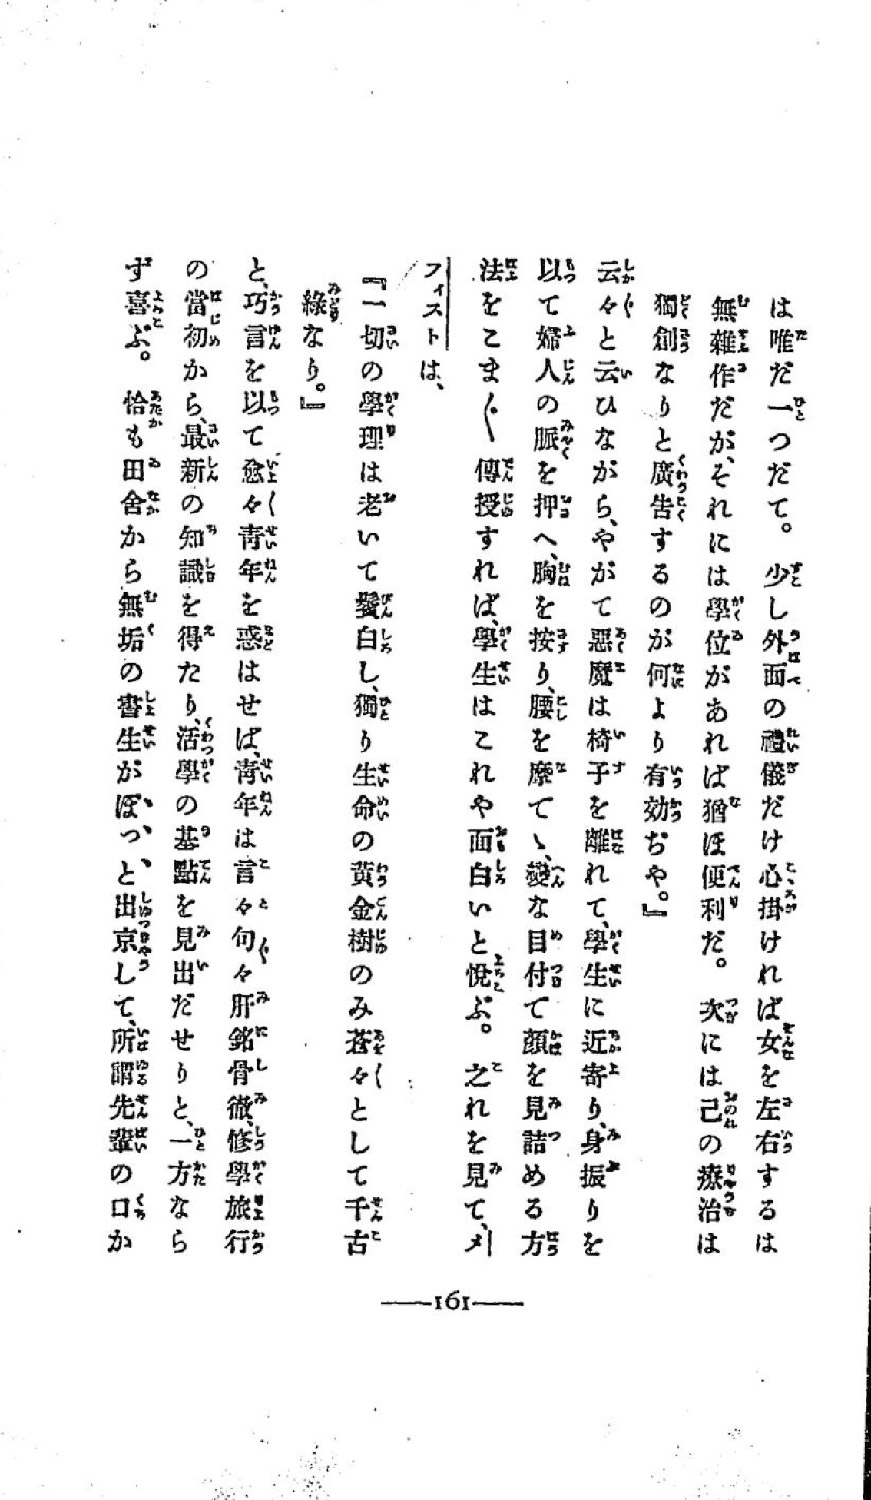 は唯だ一つだて。少し外面の禮儀だけ心掛ければ女を左右するは
無雜作だが、それには學位があれば猶ほ便利だ。次には己の療治は
獨創なりと廣告するのが何より有効ぢや。』
云々と云ひながら、やがて惡魔は椅子を離れて、學生に近寄り、身振りを
以て婦人の脈を押へ、胸を按り、腰を摩でゝ、變な目付で顏を見詰める方
法をこま〲傳授すれば、學生はこれや面白いと悅ぶ。之れを見て、メ
フィストは、
『一切の學理は老いて鬢白し、獨り生命の黃金樹のみ蒼々として千古
綠なり。』
と、巧言を以て愈々靑年を惑はせば、靑年は言々句々肝銘骨徹、修學旅行
の當初から、最新の知識を得たり、活學の基點を見出だせりと、一方なら
ず喜ぶ。恰も田舍から無垢の書生がぽっと出京して、所謂先輩の口か
161